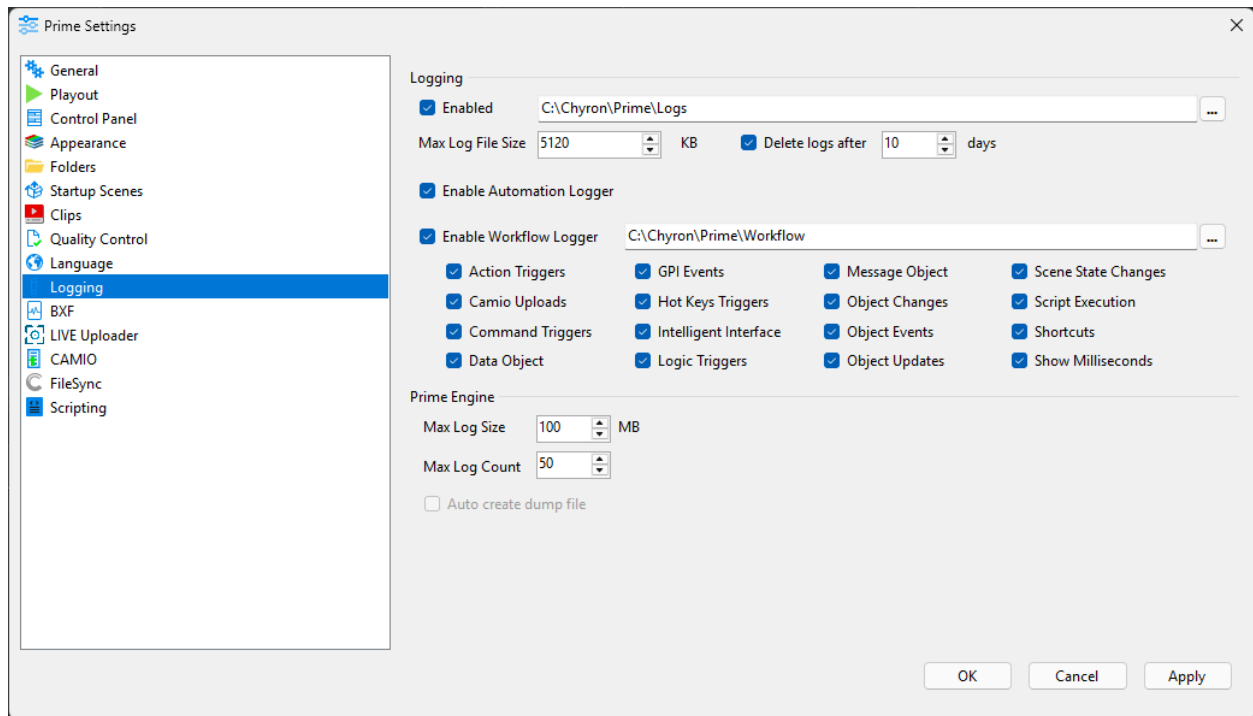 Prime Settings
General
Playout
Control Panel
Appearance
Folders
Startup Scenes
Clips
Quality Control
Language
Logging
BXF
LIVE Uploader
CAMIO
FileSync
Scripting
Logging
Enabled C:\Chyron\Prime\Logs ...
Max Log File Size 5120 KB Delete logs after 10 days
Enable Automation Logger
Enable Workflow Logger C:\Chyron\Prime\Workflow ...
Action Triggers GPI Events Message Object Scene State Changes
Camio Uploads Hot Keys Triggers Object Changes Script Execution
Command Triggers Intelligent Interface Object Events Shortcuts
Data Object Logic Triggers Object Updates Show Milliseconds
Prime Engine
Max Log Size 100 MB
Max Log Count 50
Auto create dump file
OK Cancel Apply